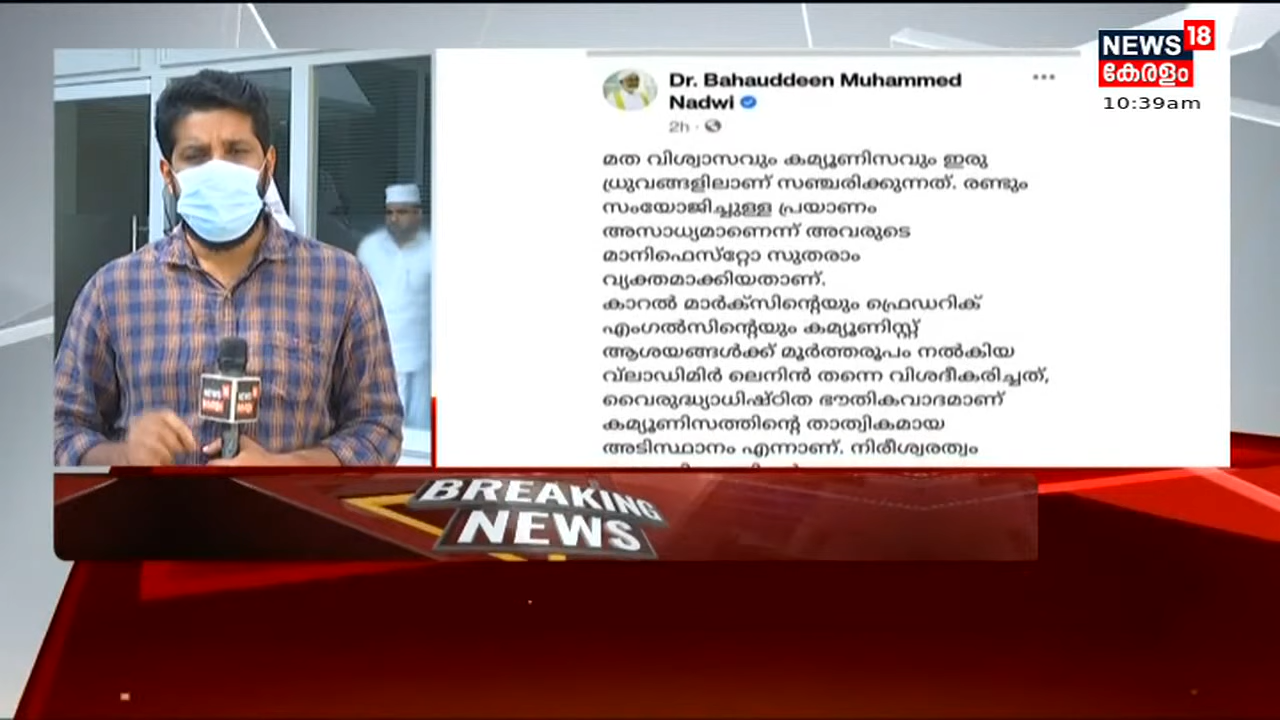 NEWS 18
കേരളം
10:39am
Dr. Bahauddeen Muhammed
Nadwi
2h ·
മത വിശ്വാസവും കമ്യൂണിസവും ഇരു
ധ്രുവങ്ങളിലാണ് സഞ്ചരിക്കുന്നത്. രണ്ടും
സംയോജിച്ചുള്ള പ്രയാണം
അസാധ്യമാണെന്ന് അവരുടെ
മാനിഫെസ്റ്റോ സുതരാം
വ്യക്തമാക്കിയതാണ്.
കാറൽ മാർക്സിന്റെയും ഫ്രെഡറിക്
എംഗൽസിന്റെയും കമ്യൂണിസ്റ്റ്
ആശയങ്ങൾക്ക് മൂർത്തരൂപം നൽകിയ
വ്ലാഡിമിർ ലെനിൻ തന്നെ വിശദീകരിച്ചത്,
വൈരുദ്ധ്യാധിഷ്ഠിത ഭൗതികവാദമാണ്
കമ്യൂണിസത്തിന്റെ താത്വികമായ
അടിസ്ഥാനം എന്നാണ്. നിരീശ്വരത്വം
NEWS 18
BREAKING
NEWS